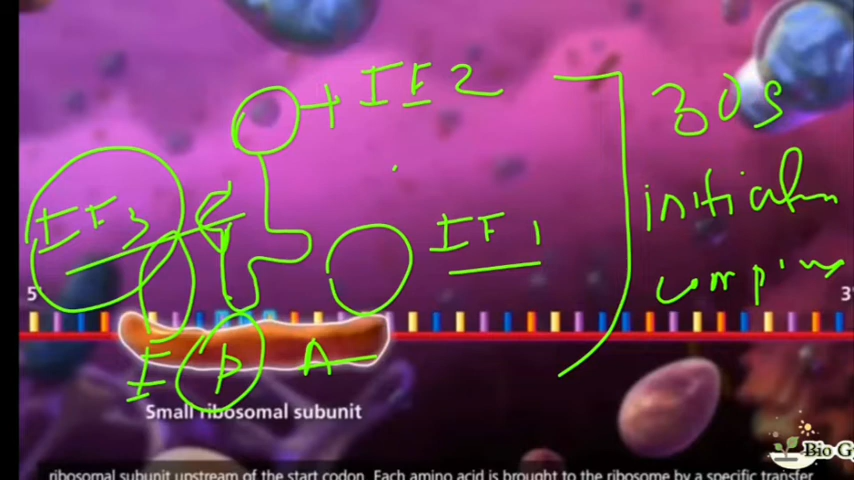 + IF2
30s
initiation
IF3
IF1
complex
5'
3'
E P A
Small ribosomal subunit
Bio G
ribosomal subunit upstream of the start codon. Each amino acid is brought to the ribosome by a specific transfer